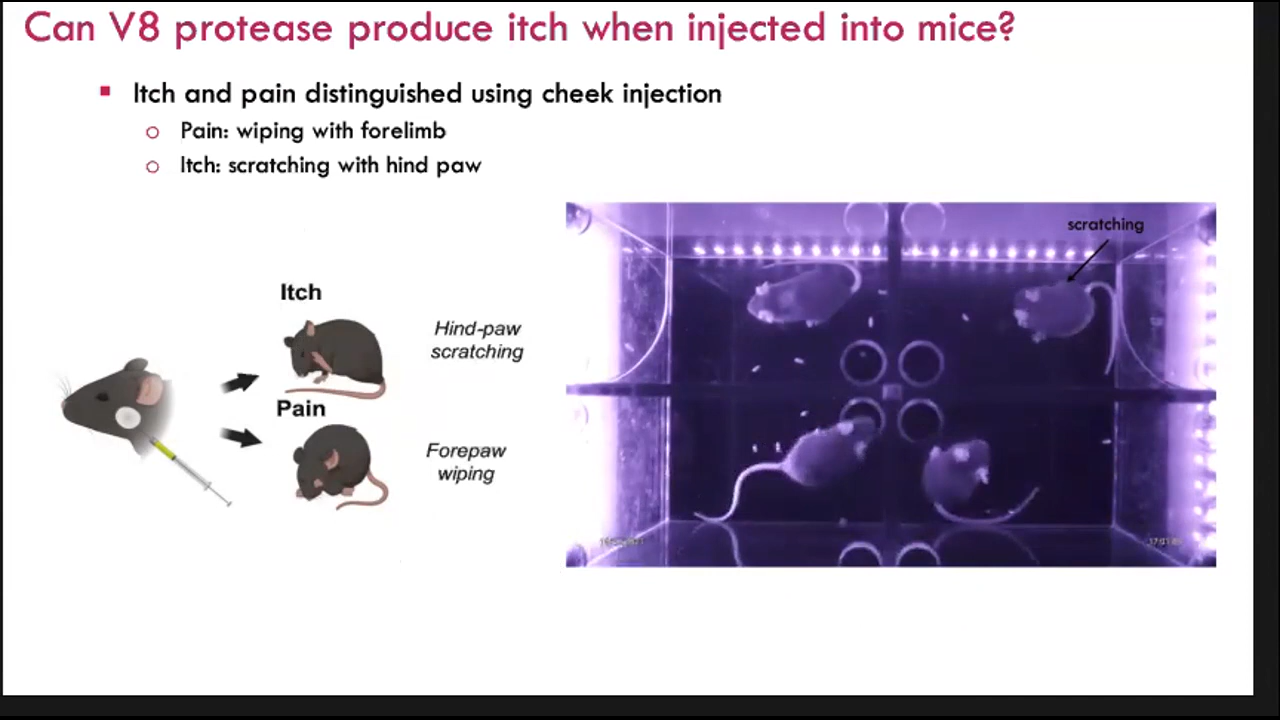 Can V8 protease produce itch when injected into mice?
Itch and pain distinguished using cheek injection
Pain: wiping with forelimb
Itch: scratching with hind paw
scratching
Itch
Hind-paw
scratching
Pain
Forepaw
wiping